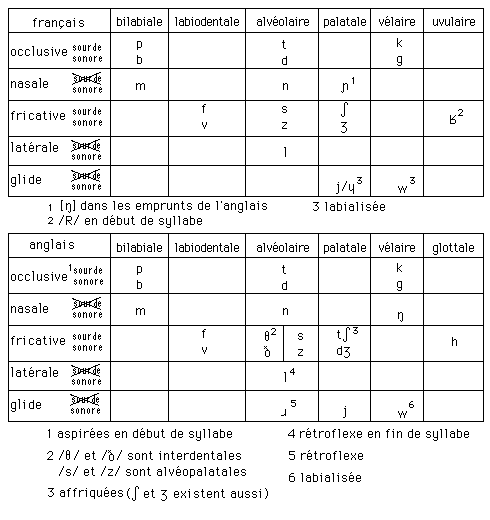 français bilabiale labiodentale alvéolaire palatale vélaire uvulaire
occlusive sourde p t k
sonore b d g
nasale sourde
sonore m n ɲ1
fricative sourde f s ʃ
sonore v z ʒ ʁ2
latérale sourde
sonore l
glide sourde
sonore j/ɥ3 w3
1 [ŋ] dans les emprunts de l'anglais 3 labialisée
2 /R/ en début de syllabe
anglais bilabiale labiodentale alvéolaire palatale vélaire glottale
occlusive1 sourde p t k
sonore b d g
nasale sourde
sonore m n ŋ
fricative sourde f θ2 s tʃ3 h
sonore v ð z dʒ
latérale sourde
sonore l4
glide sourde
sonore ɹ5 j w6
1 aspirées en début de syllabe 4 rétroflexe en fin de syllabe
2 /θ/ et /ð/ sont interdentales 5 rétroflexe
/s/ et /z/ sont alvéopalatales 6 labialisée
3 affriquées (ʃ et ʒ existent aussi)